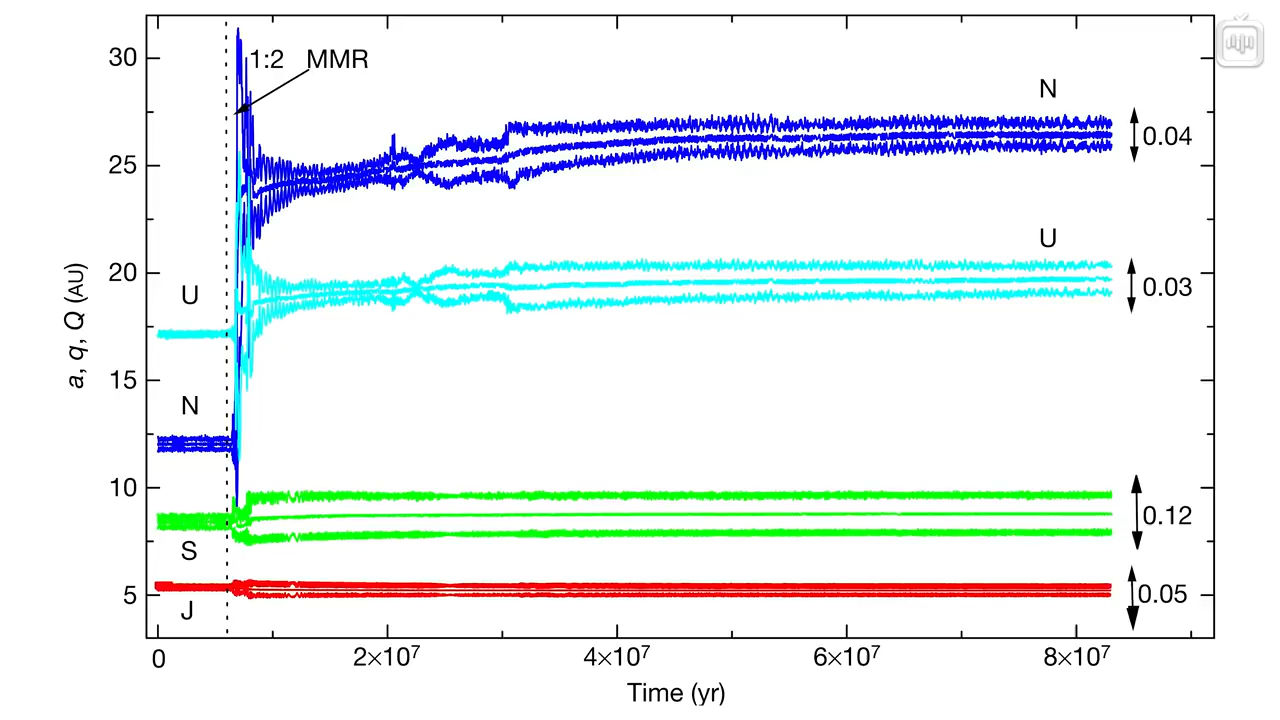 30
1:2 MMR
N
0.04
25
U
20
U
0.03
a, q, Q (AU)
15
N
10
0.12
S
0.05
5
J
0
2×10⁷
4×10⁷
6×10⁷
8×10⁷
Time (yr)